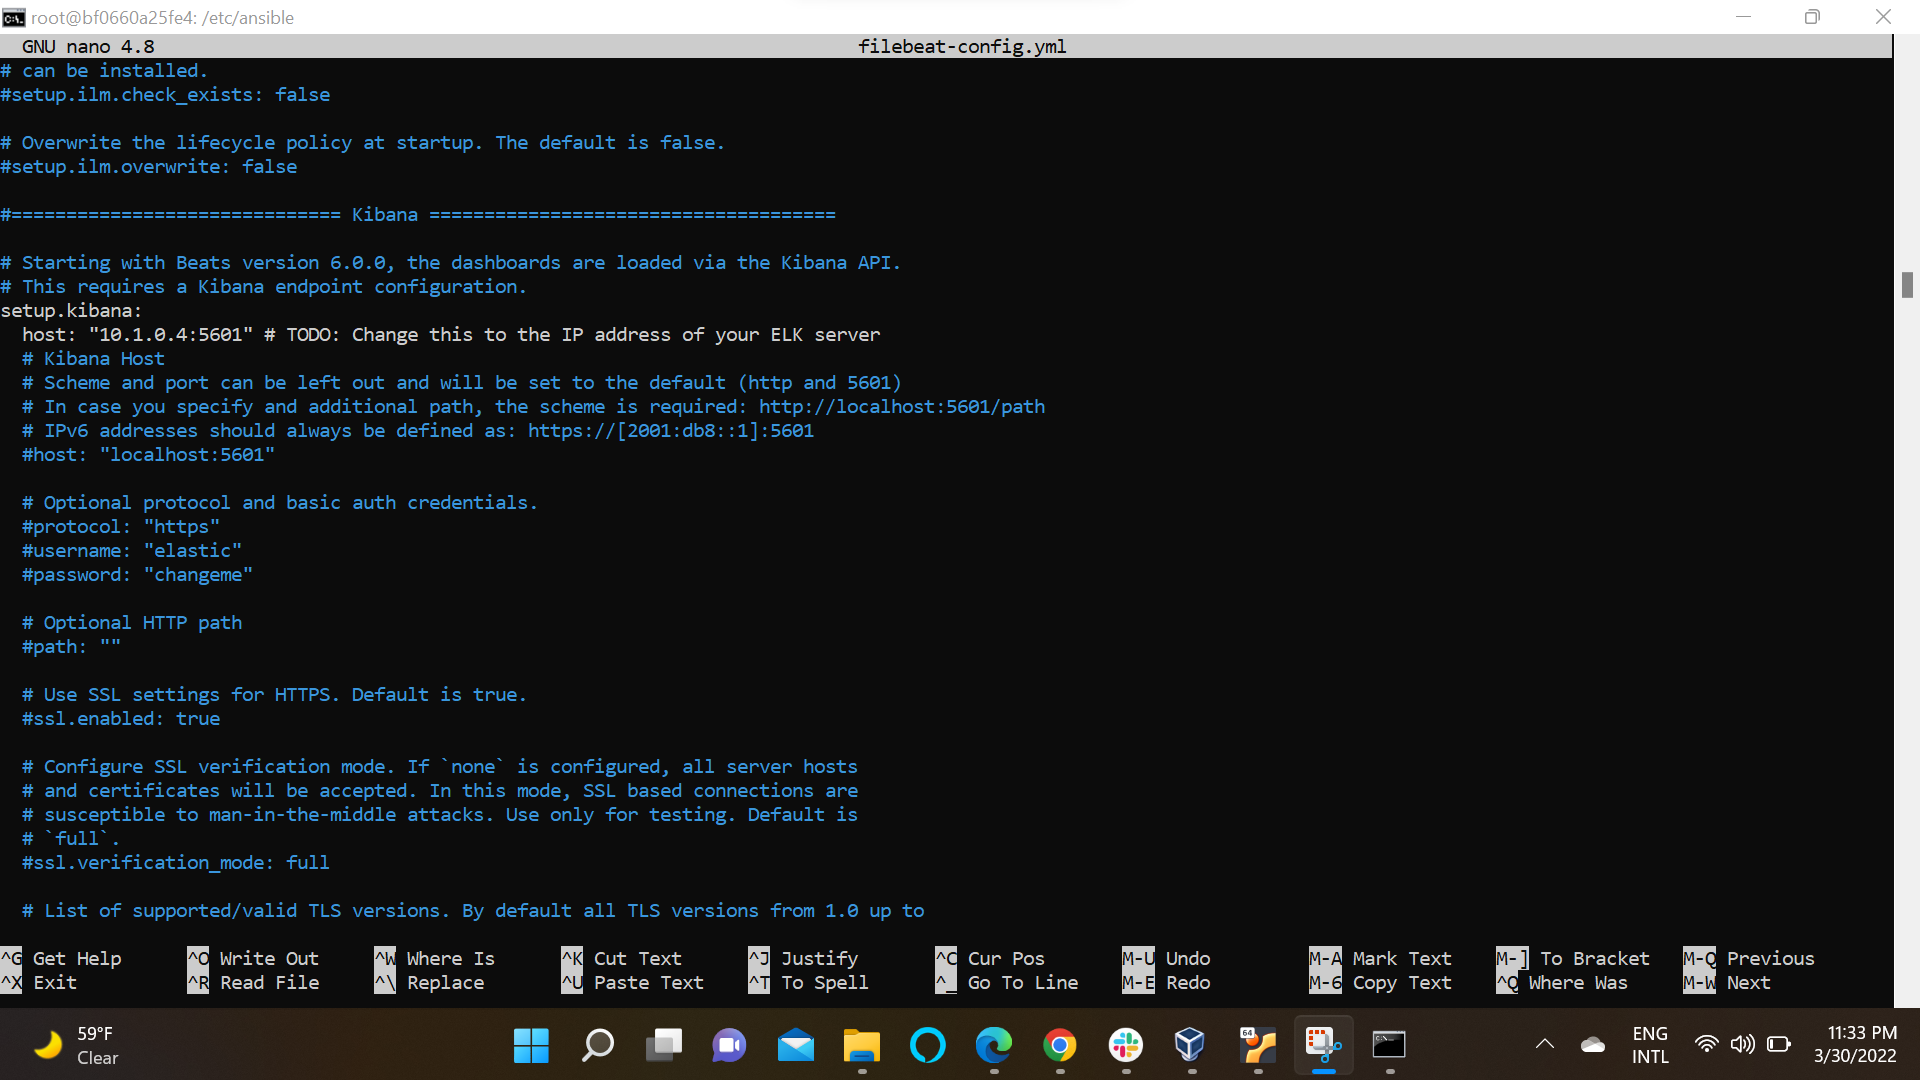 root@bf0660a25fe4: /etc/ansible
GNU nano 4.8 filebeat-config.yml
# can be installed.
#setup.ilm.check_exists: false
# Overwrite the lifecycle policy at startup. The default is false.
#setup.ilm.overwrite: false
#============================== Kibana =====================================
# Starting with Beats version 6.0.0, the dashboards are loaded via the Kibana API.
# This requires a Kibana endpoint configuration.
setup.kibana:
host: "10.1.0.4:5601" # TODO: Change this to the IP address of your ELK server
# Kibana Host
# Scheme and port can be left out and will be set to the default (http and 5601)
# In case you specify and additional path, the scheme is required: http://localhost:5601/path
# IPv6 addresses should always be defined as: https://[2001:db8::1]:5601
#host: "localhost:5601"
# Optional protocol and basic auth credentials.
#protocol: "https"
#username: "elastic"
#password: "changeme"
# Optional HTTP path
#path: ""
# Use SSL settings for HTTPS. Default is true.
#ssl.enabled: true
# Configure SSL verification mode. If `none` is configured, all server hosts
# and certificates will be accepted. In this mode, SSL based connections are
# susceptible to man-in-the-middle attacks. Use only for testing. Default is
# `full`.
#ssl.verification_mode: full
# List of supported/valid TLS versions. By default all TLS versions from 1.0 up to
^G Get Help ^O Write Out ^W Where Is ^K Cut Text ^J Justify ^C Cur Pos M-U Undo M-A Mark Text M-] To Bracket M-Q Previous
^X Exit ^R Read File ^\ Replace ^U Paste Text ^T To Spell ^_ Go To Line M-E Redo M-6 Copy Text ^Q Where Was M-W Next
59°F
Clear
64
ENG
INTL
11:33 PM
3/30/2022